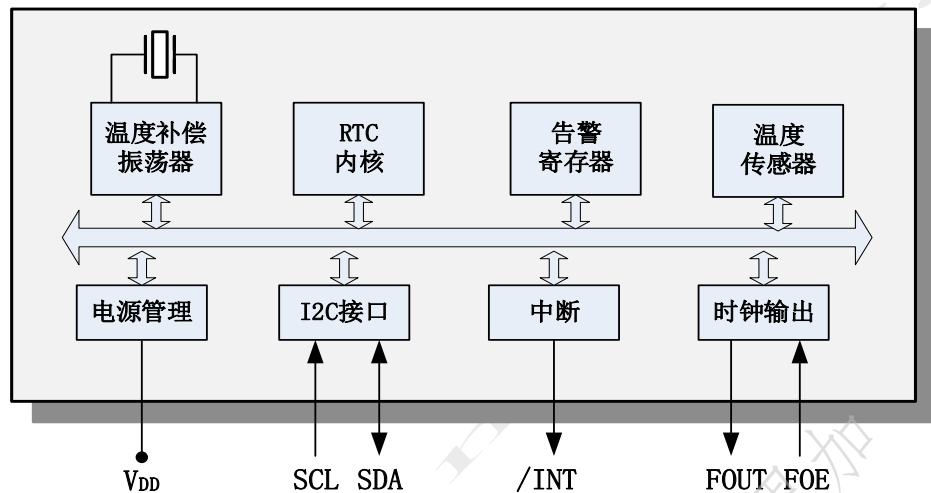 温度补偿
振荡器
RTC
内核
告警
寄存器
温度
传感器
电源管理
I2C接口
中断
时钟输出
VDD
SCL SDA
/INT
FOUT FOE